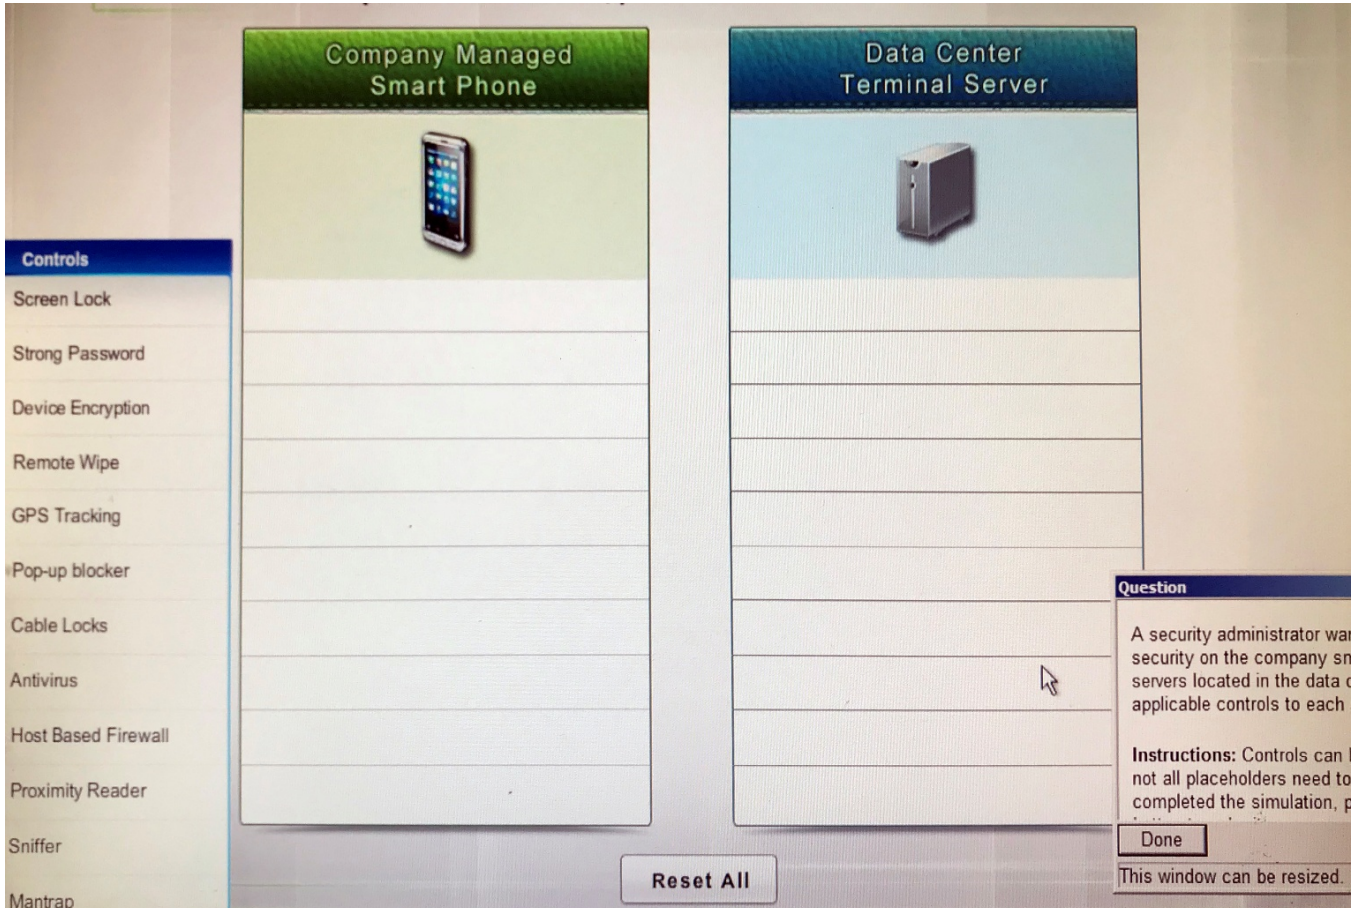 Company Managed
Smart Phone
Data Center
Terminal Server
Controls
Screen Lock
Strong Password
Device Encryption
Remote Wipe
GPS Tracking
Pop-up blocker
Cable Locks
Antivirus
Host Based Firewall
Proximity Reader
Sniffer
Mantrap
Question
A security administrator
security on the company
servers located in the data
applicable controls to each
Instructions: Controls can
not all placeholders need to
completed the simulation,
Done
This window can be resized.
Reset All